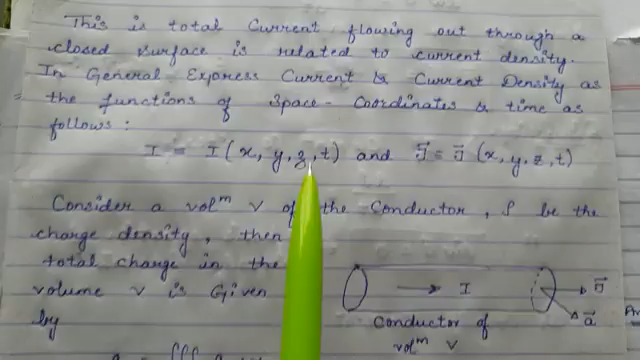 This is total Current flowing out through a
closed surface is related to current density.
In General Express Current & Current Density as
the functions of Space-Coordinates & time as
follows:
I = I (x, y, z, t) and J⃗ = J⃗ (x, y, z, t)
Consider a volᵐ V of the Conductor, ρ be the
charge density, then
total charge in the
volume V is Given
by
I
J⃗
a⃗
Conductor of
volᵐ V